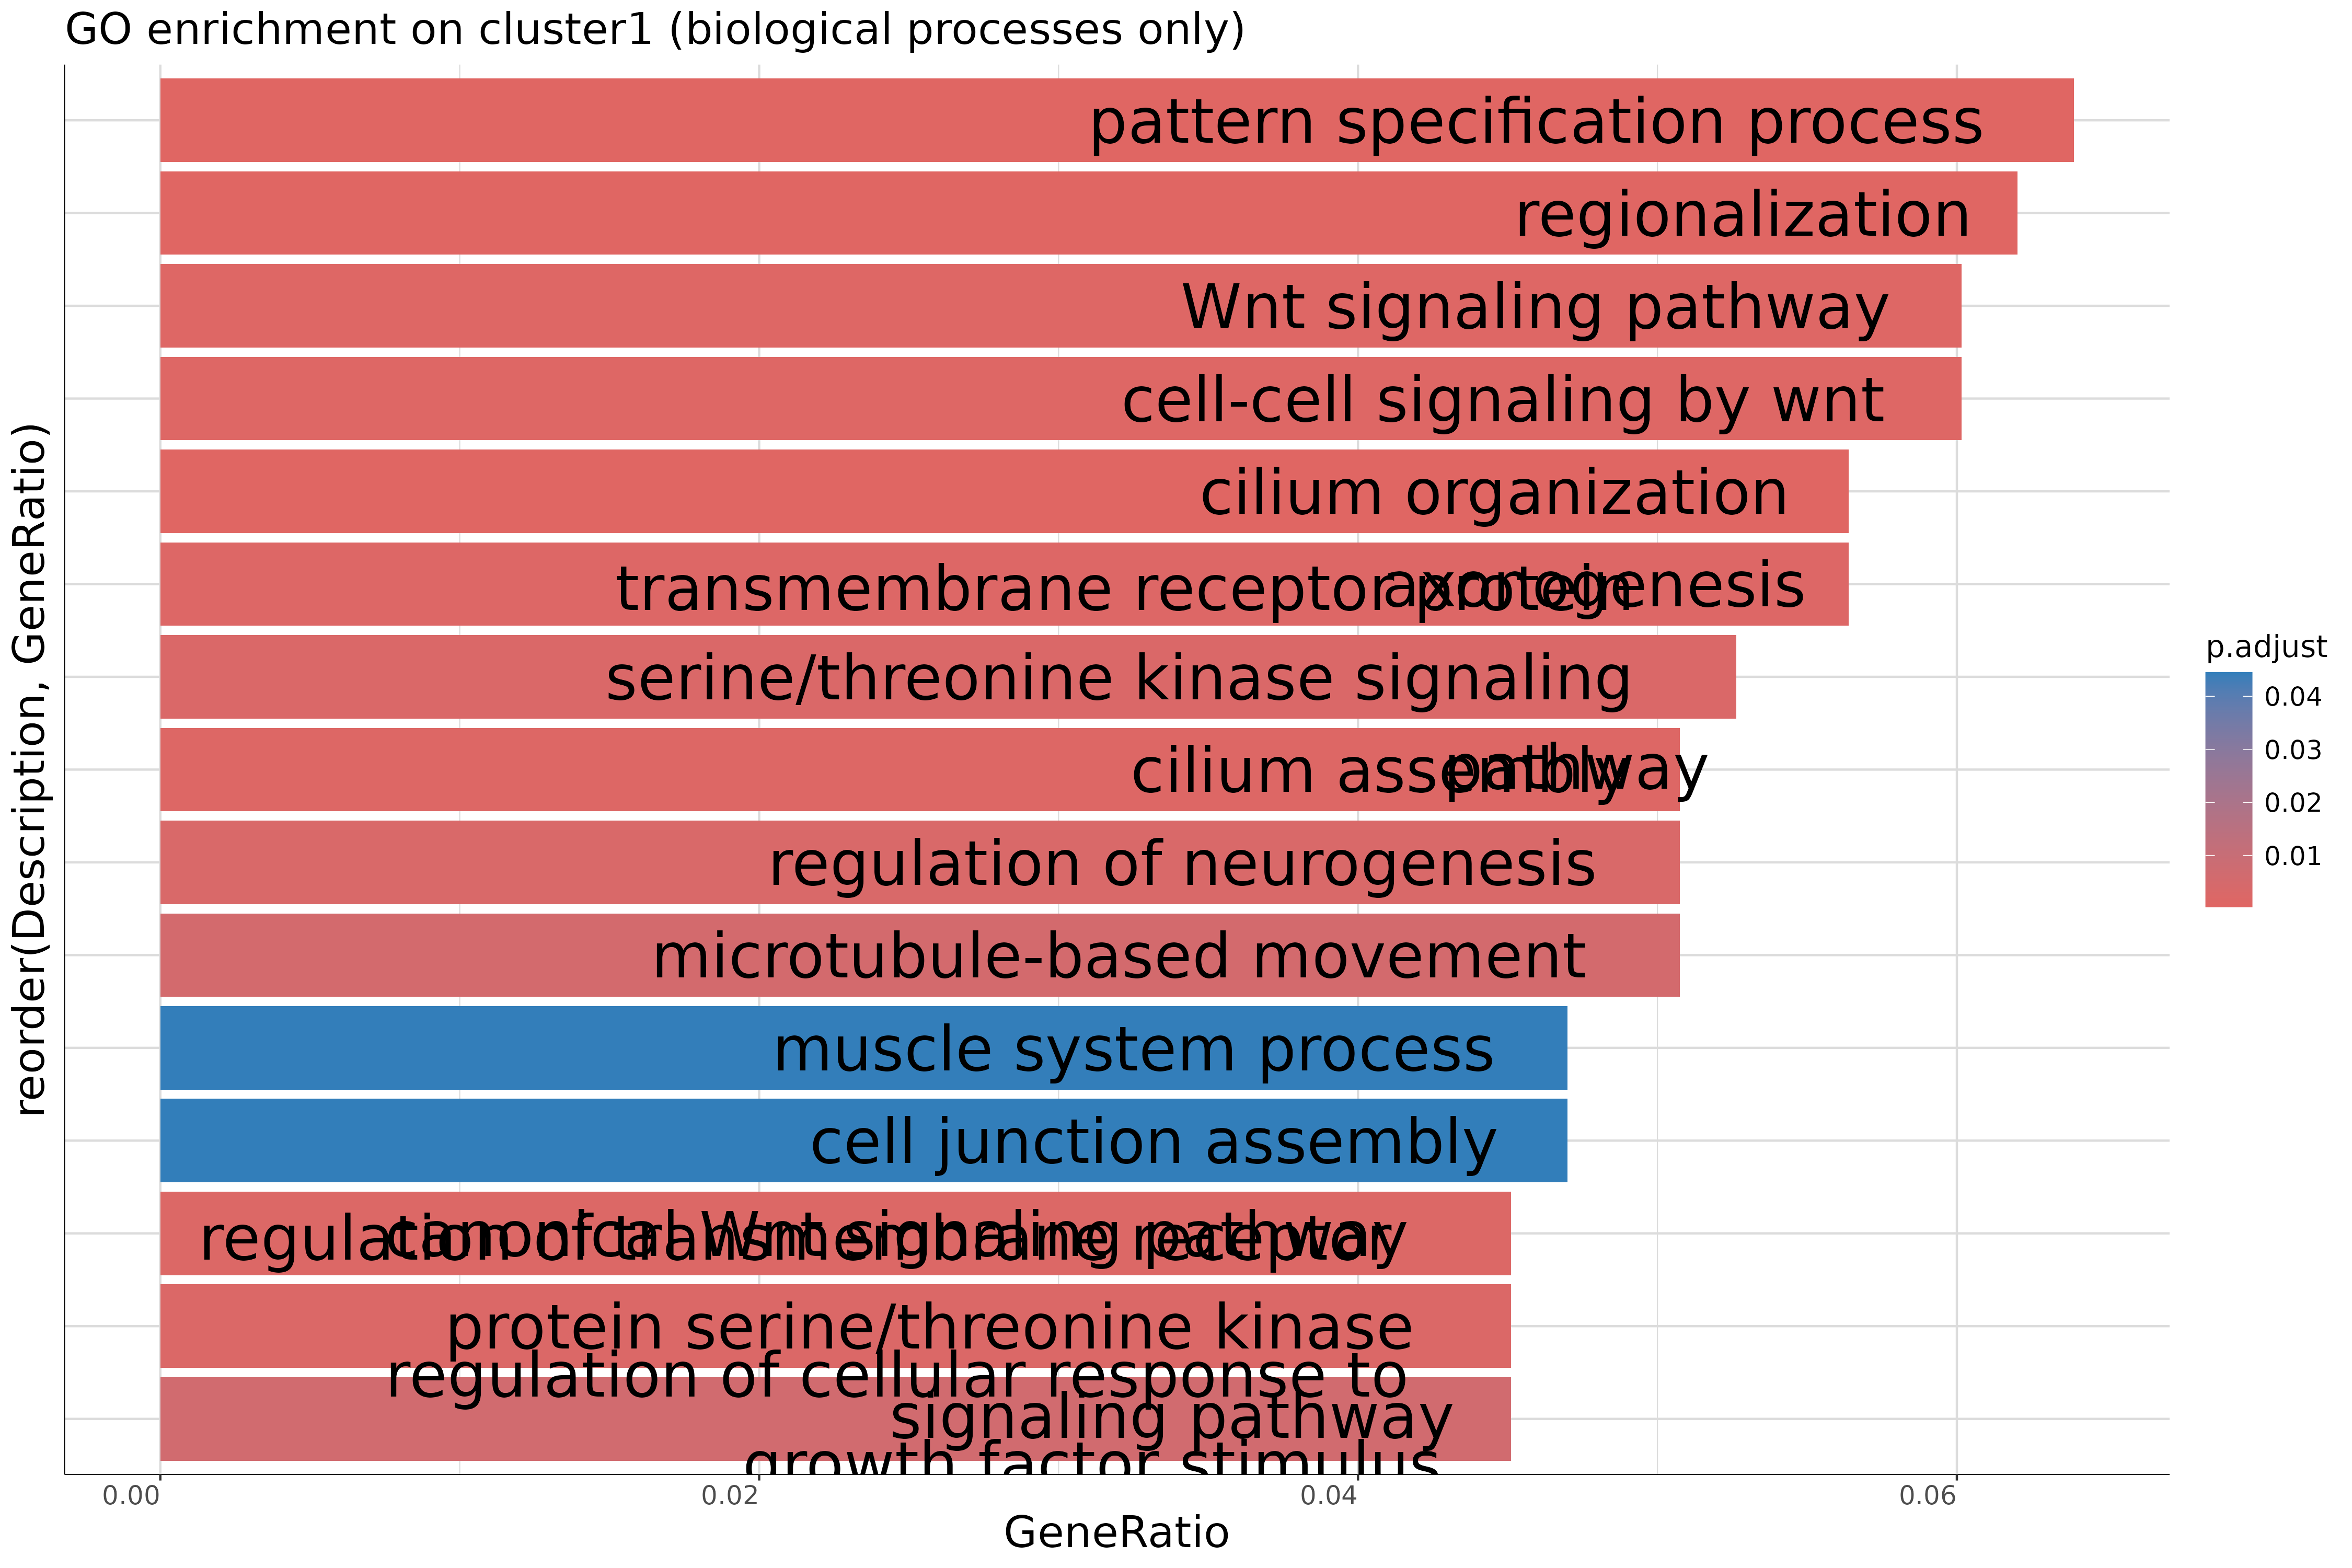 GO enrichment on cluster1 (biological processes only)
pattern specification process
regionalization
Wnt signaling pathway
cell-cell signaling by wnt
cilium organization
axonogenesis
transmembrane receptor protein
serine/threonine kinase signaling
pathway
cilium assembly
regulation of neurogenesis
microtubule-based movement
muscle system process
cell junction assembly
canonical Wnt signaling pathway
regulation of transmembrane receptor
protein serine/threonine kinase
signaling pathway
regulation of cellular response to
growth factor stimulus
reorder(Description, GeneRatio)
0.00
0.02
0.04
0.06
GeneRatio
p.adjust
0.04
0.03
0.02
0.01